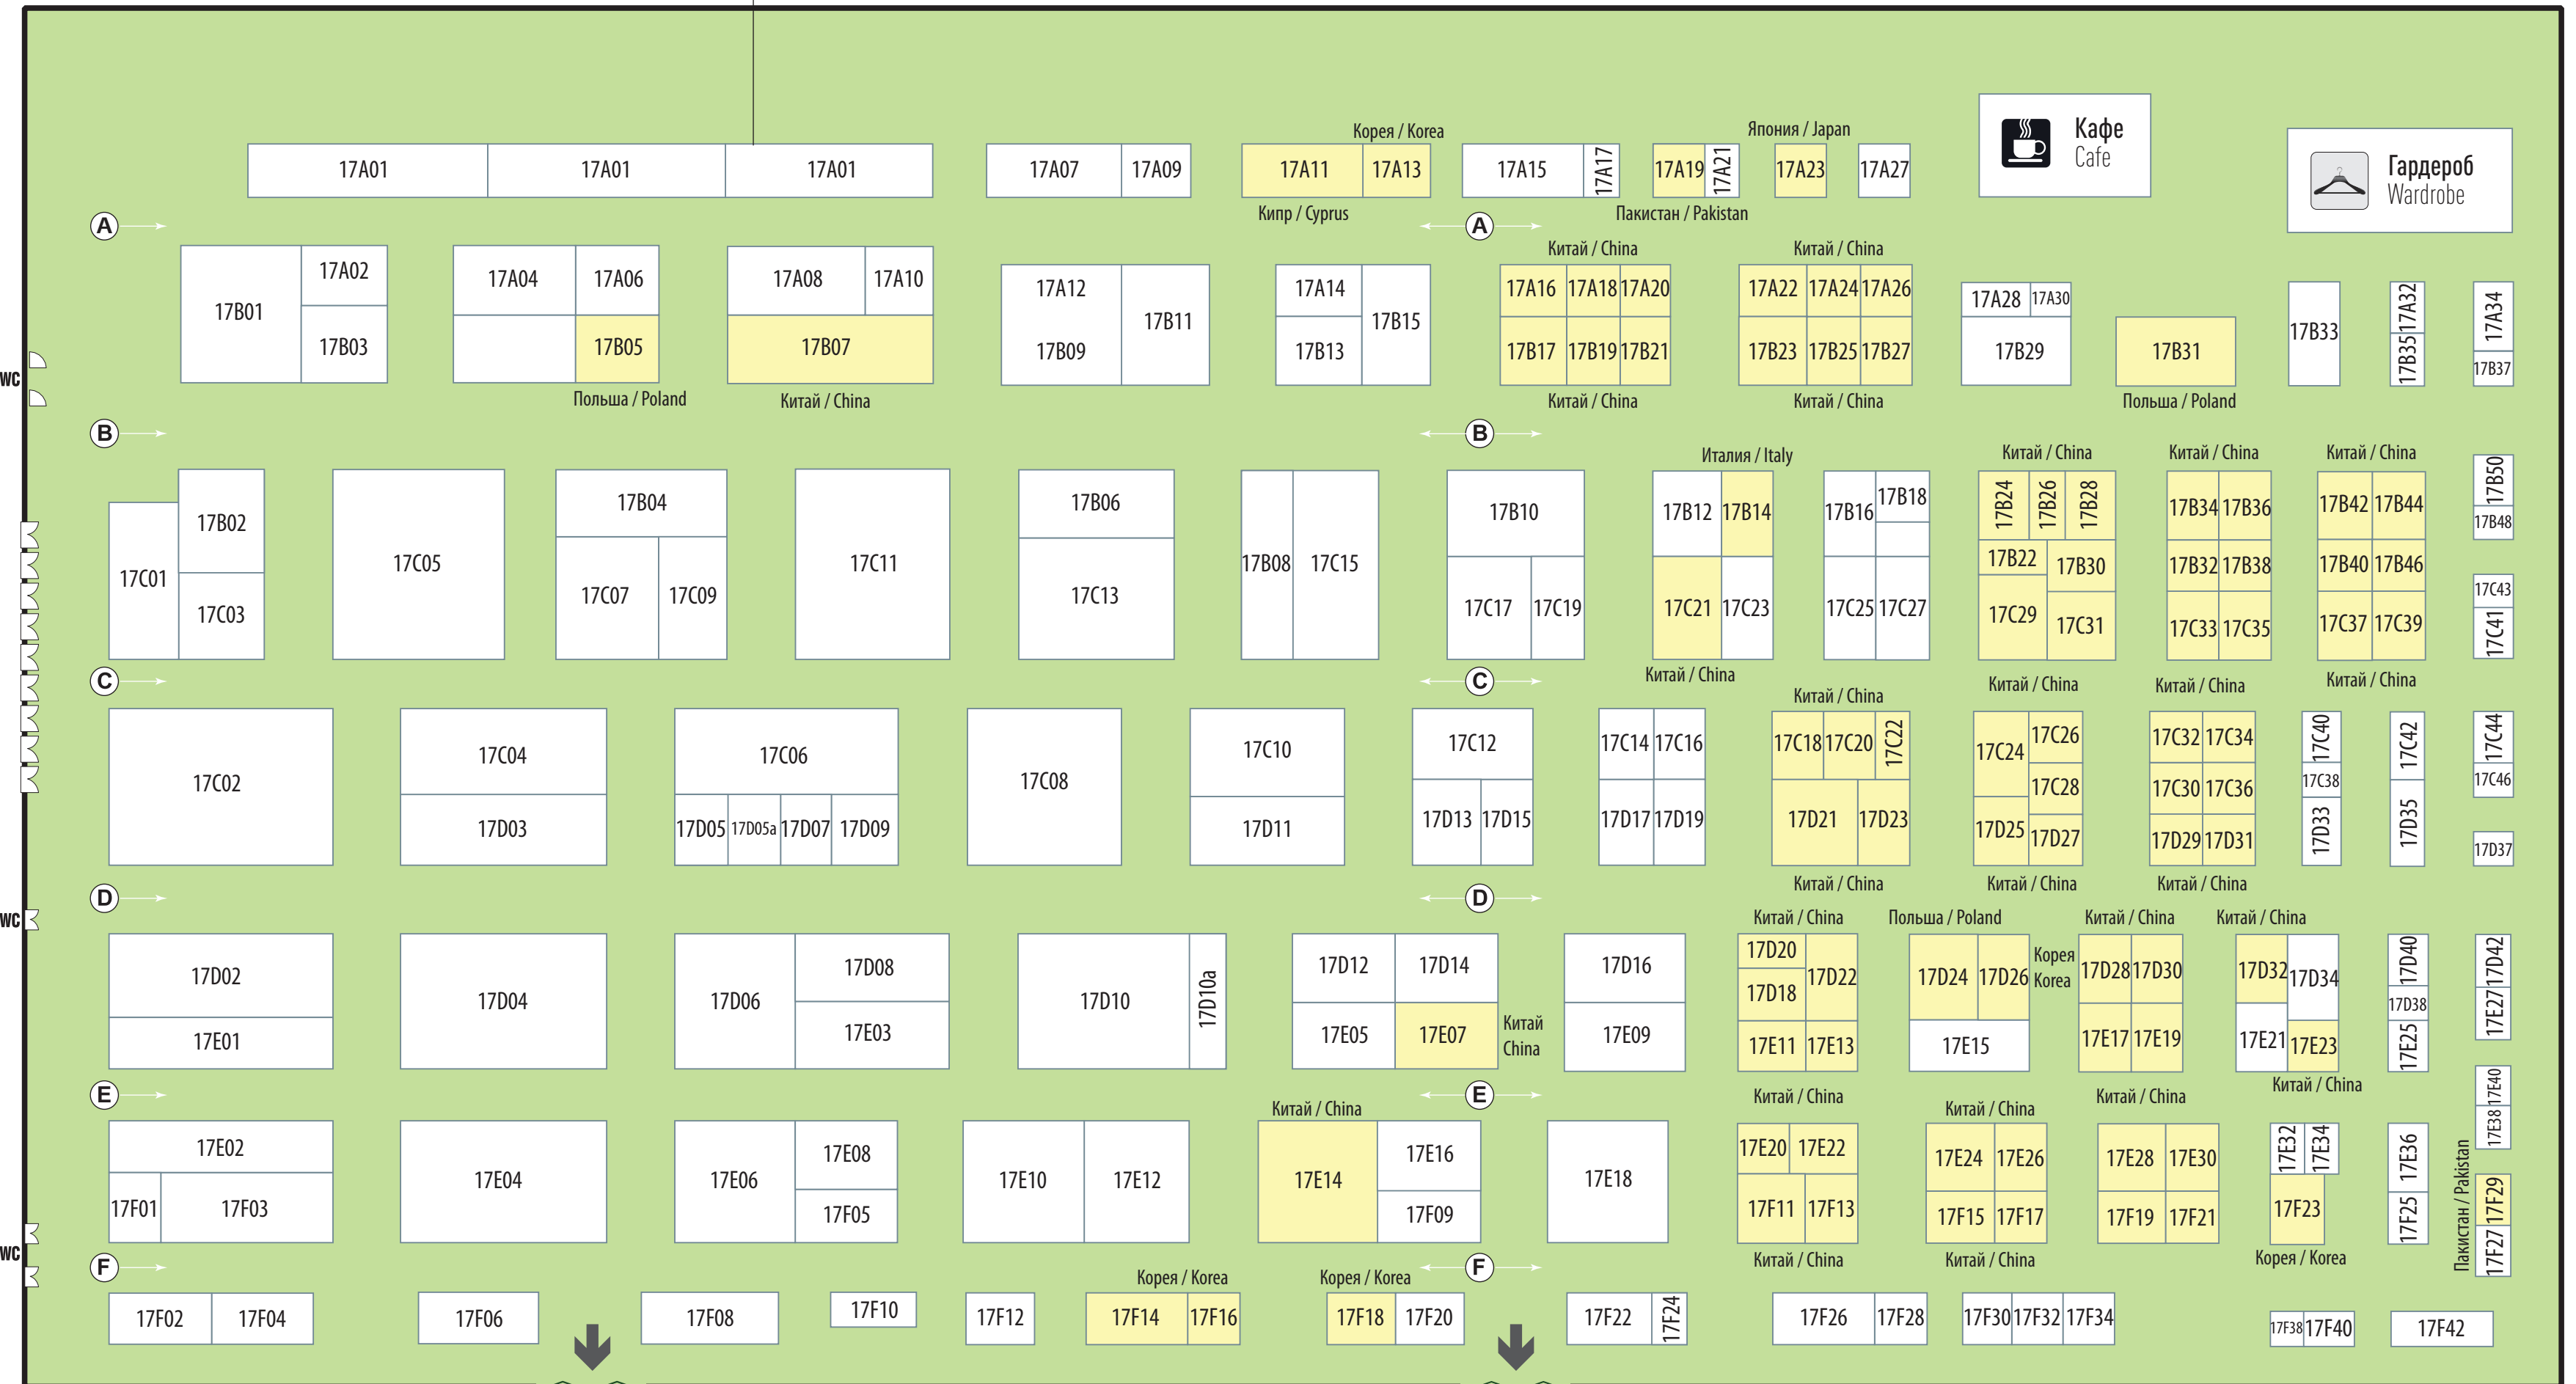 Корея / Korea
Япония / Japan
Кафе
Cafe
17A01 17A01 17A01 17A07 17A09 17A11 17A13 17A15 17A17 17A19 17A21 17A23 17A27
Гардероб
Wardrobe
Кипр / Cyprus
Пакистан / Pakistan
A A
Китай / China Китай / China
17B01 17A02 17A04 17A06 17A08 17A10 17A12 17B11 17A14 17B15 17A16 17A18 17A20 17A22 17A24 17A26 17A28 17A30 17B33 17A32 17A34
17B03 17B05 17B07 17B09 17B13 17B17 17B19 17B21 17B23 17B25 17B27 17B29 17B31 17B35 17B37
WC
Польша / Poland Китай / China Китай / China Китай / China Польша / Poland
B B
Италия / Italy Китай / China Китай / China Китай / China
17B02 17B04 17B06 17B10 17B12 17B14 17B16 17B18 17B24 17B26 17B28 17B34 17B36 17B42 17B44 17B50
17B48
17C01 17C05 17C11 17B08 17C15 17B22 17B30 17B32 17B38 17B40 17B46
17C03 17C07 17C09 17C13 17C17 17C19 17C21 17C23 17C25 17C27 17C29 17C31 17C33 17C35 17C37 17C39 17C43
17C41
Китай / China
C C
Китай / China Китай / China Китай / China Китай / China
17C02 17C04 17C06 17C08 17C10 17C12 17C14 17C16 17C18 17C20 17C22 17C24 17C26 17C32 17C34 17C40 17C42 17C44
17C28 17C30 17C36 17C38 17C46
17D03 17D05 17D05a 17D07 17D09 17D11 17D13 17D15 17D17 17D19 17D21 17D23 17D25 17D27 17D29 17D31 17D33 17D35 17D37
Китай / China Китай / China Китай / China
D D
WC
Китай / China Польша / Poland Китай / China Китай / China
17D02 17D04 17D06 17D08 17D10 17D10a 17D12 17D14 17D16 17D20 17D22 17D24 17D26 Корея
Korea
17D28 17D30 17D32 17D34 17D40 17D42
17D18 17D38
17E01 17E03 17E05 17E07 Китай
China
17E09 17E11 17E13 17E15 17E17 17E19 17E21 17E23 17E25 17E27
Китай / China
E E
Китай / China Китай / China Китай / China Китай / China
17E40
17E38
17E02 17E04 17E06 17E08 17E10 17E12 17E14 17E16 17E18 17E20 17E22 17E24 17E26 17E28 17E30 17E32 17E34 17E36
17F01 17F03 17F05 17F09 17F11 17F13 17F15 17F17 17F19 17F21 17F23 17F25 17F29
17F27
Пакистан / Pakistan
WC
Китай / China Китай / China Корея / Korea
F F
Корея / Korea Корея / Korea
17F02 17F04 17F06 17F08 17F10 17F12 17F14 17F16 17F18 17F20 17F22 17F24 17F26 17F28 17F30 17F32 17F34 17F38 17F40 17F42